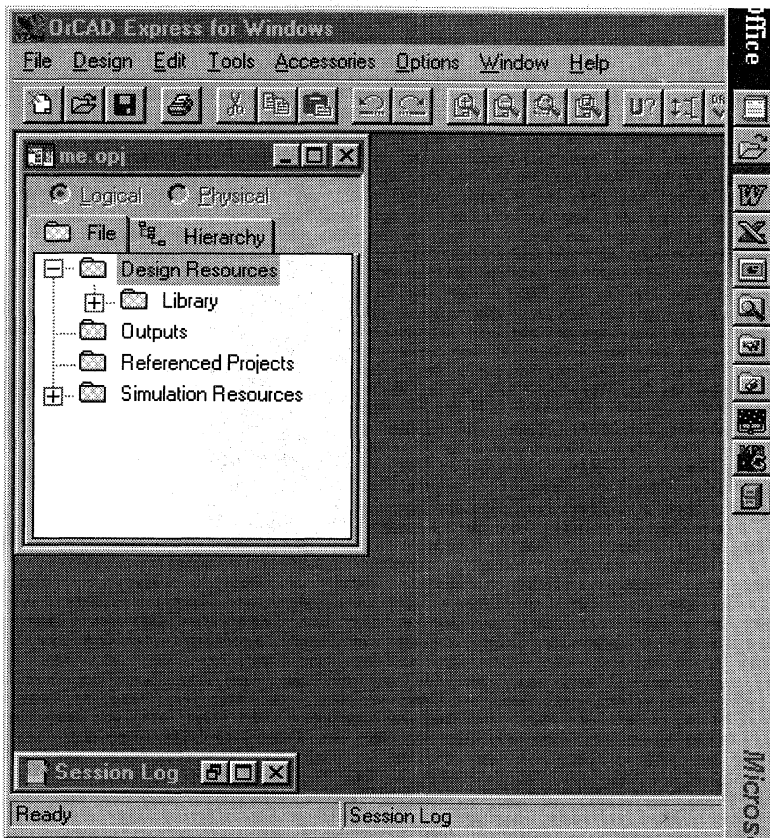 OrCAD Express for Windows
File Design Edit Tools Accessories Options Window Help
U?
me.opj
Logical Physical
File Hierarchy
Design Resources
Library
Outputs
Referenced Projects
Simulation Resources
Session Log
Ready Session Log
Office
W
Micros